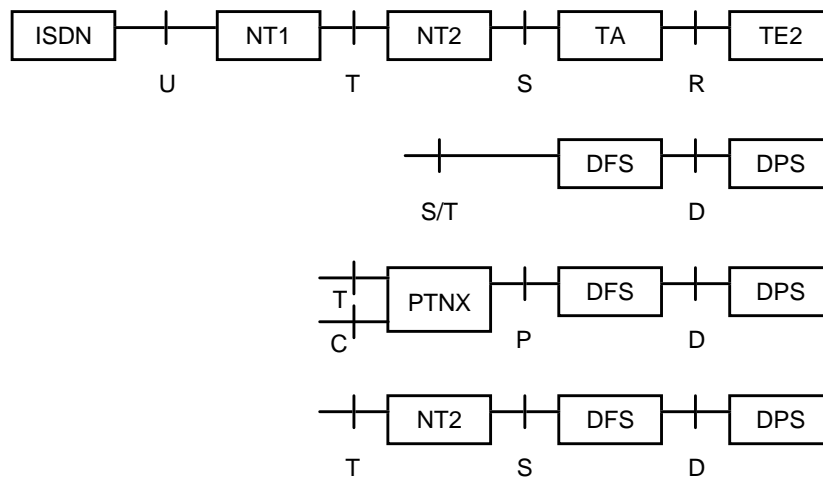 ISDN NT1 NT2 TA TE2
U T S R
DFS DPS
S/T D
T PTNX DFS DPS
C P D
NT2 DFS DPS
T S D